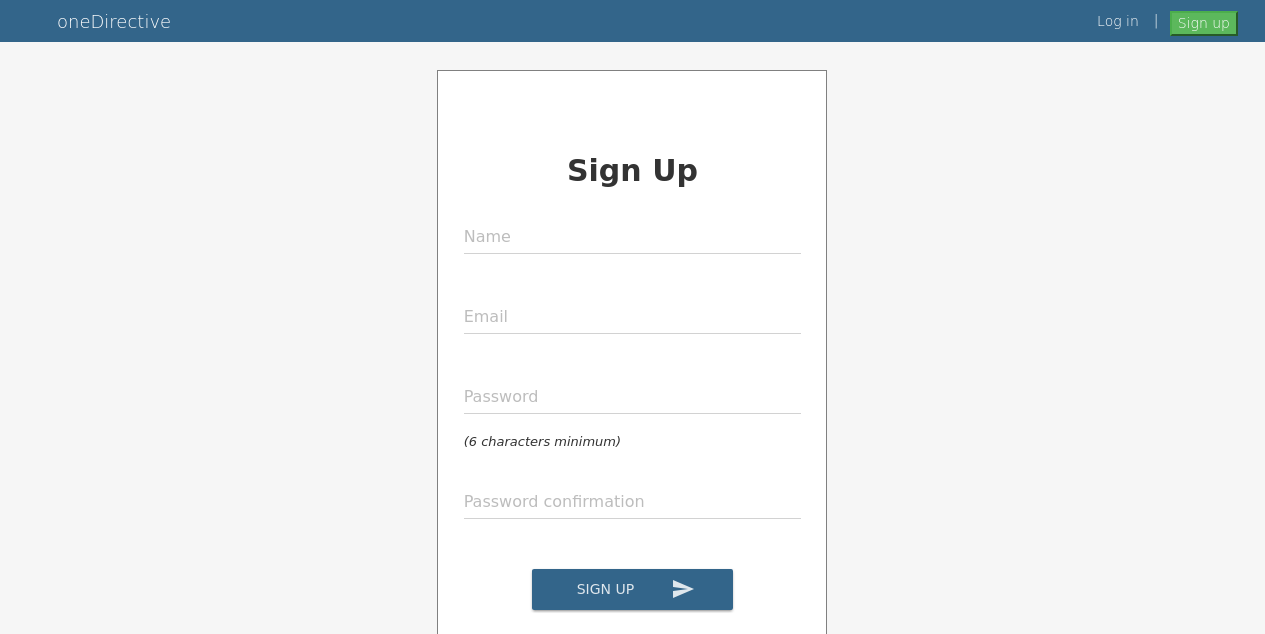 oneDirective
Log in | Sign up
Sign Up
Name
Email
Password
(6 characters minimum)
Password confirmation
SIGN UP